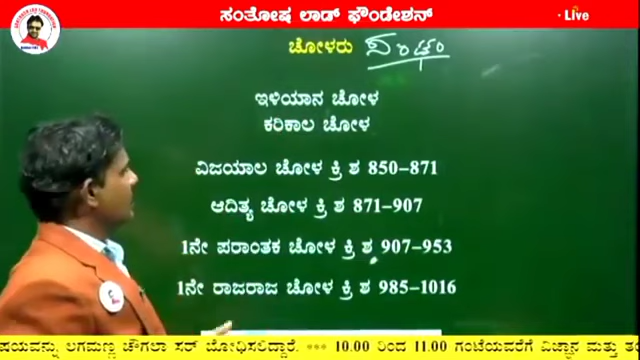 ಸಂತೋಷ ಲಾಡ್ ಫೌಂಡೇಶನ್
Live
ಚೋಳರು
ಇಳಿಯಾನ ಚೋಳ
ಕರಿಕಾಲ ಚೋಳ
ವಿಜಯಾಲ ಚೋಳ ಕ್ರಿ ಶ 850-871
ಆದಿತ್ಯ ಚೋಳ ಕ್ರಿ ಶ 871-907
1ನೇ ಪರಾಂತಕ ಚೋಳ ಕ್ರಿ ಶ 907-953
1ನೇ ರಾಜರಾಜ ಚೋಳ ಕ್ರಿ ಶ 985-1016
ಷಯವನ್ನು ಲಗಮಣ್ಣ ಚೌಗಲಾ ಸರ್ ಬೋಧಿಸಲಿದ್ದಾರೆ. ••• 10.00 ರಿಂದ 11.00 ಗಂಟೆಯವರೆಗೆ ವಿಜ್ಞಾನ ಮತ್ತು ತ